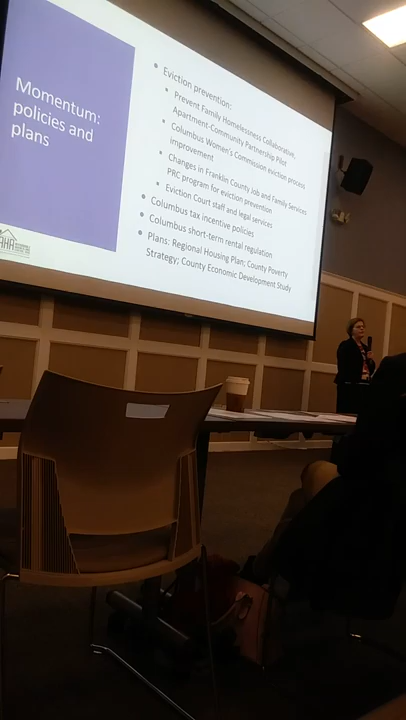 Momentum:
policies and
plans
• Eviction prevention:
• Prevent Family Homelessness Collaborative,
Apartment-Community Partnership Pilot
• Columbus Women's Commission eviction process
improvement
• Changes in Franklin County Job and Family Services
PRC program for eviction prevention
• Eviction Court staff and legal services
• Columbus tax incentive policies
• Columbus short-term rental regulation
• Plans: Regional Housing Plan; County Poverty
Strategy; County Economic Development Study